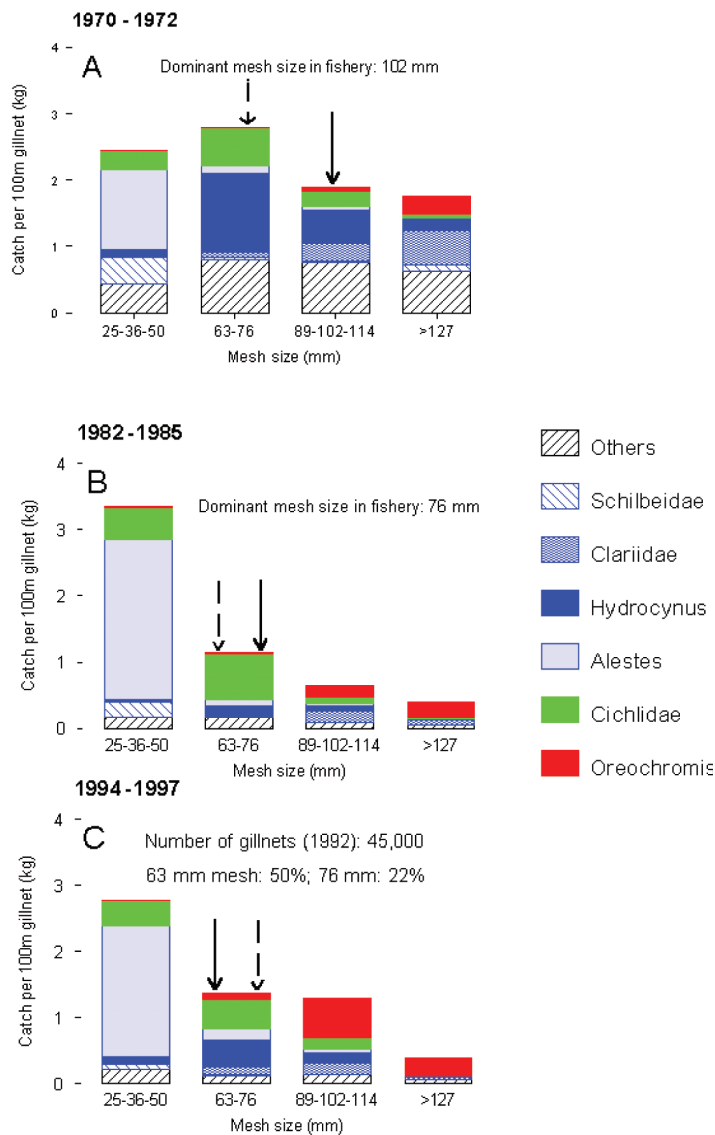 1970 - 1972
4
A
Dominant mesh size in fishery: 102 mm
3
2
1
0
Catch per 100m gillnet (kg)
25-36-50 63-76 89-102-114 >127
Mesh size (mm)
1982 - 1985
4
B
Dominant mesh size in fishery: 76 mm
3
2
1
0
Catch per 100m gillnet (kg)
25-36-50 63-76 89-102-114 >127
Mesh size (mm)
Others
Schilbeidae
Clariidae
Hydrocynus
Alestes
Cichlidae
Oreochromis
1994 - 1997
4
C
Number of gillnets (1992): 45,000
63 mm mesh: 50%; 76 mm: 22%
3
2
1
0
Catch per 100m gillnet (kg)
25-36-50 63-76 89-102-114 >127
Mesh size (mm)